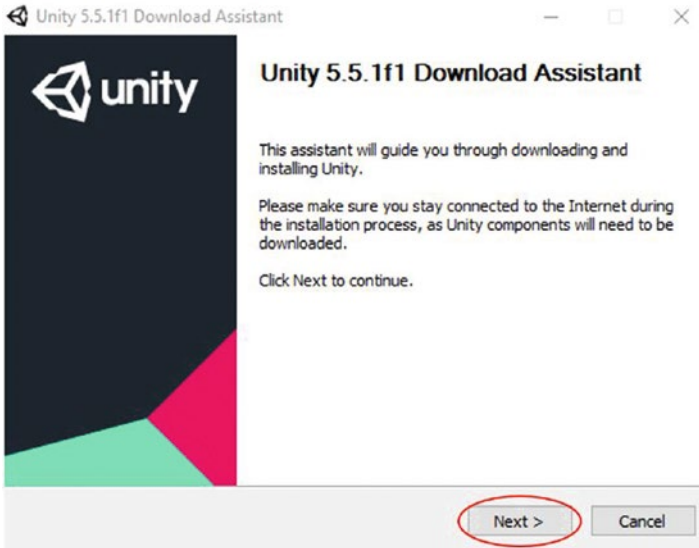 Unity 5.5.1f1 Download Assistant
unity
Unity 5.5.1f1 Download Assistant
This assistant will guide you through downloading and
installing Unity.
Please make sure you stay connected to the Internet during
the installation process, as Unity components will need to be
downloaded.
Click Next to continue.
Next >
Cancel